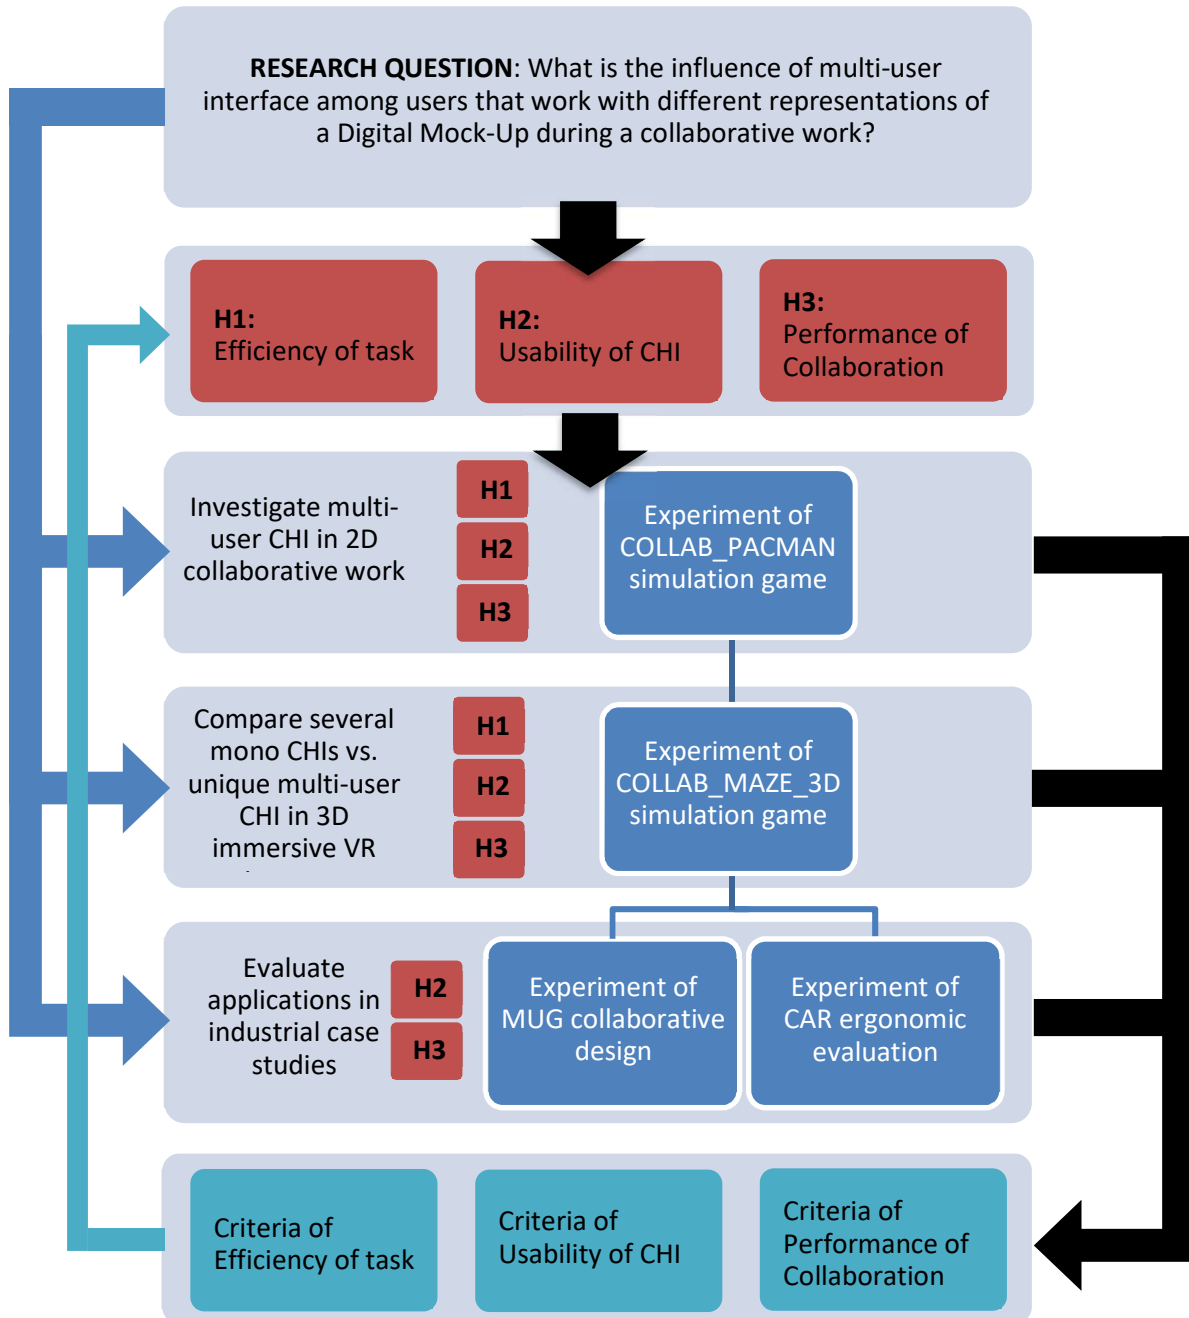 RESEARCH QUESTION: What is the influence of multi-user
interface among users that work with different representations of
a Digital Mock-Up during a collaborative work?
H1:
Efficiency of task
H2:
Usability of CHI
H3:
Performance of
Collaboration
Investigate multi-
user CHI in 2D
collaborative work
H1
H2
H3
Experiment of
COLLAB_PACMAN
simulation game
Compare several
mono CHIs vs.
unique multi-user
CHI in 3D
immersive VR
H1
H2
H3
Experiment of
COLLAB_MAZE_3D
simulation game
Evaluate
applications in
industrial case
studies
H2
H3
Experiment of
MUG collaborative
design
Experiment of
CAR ergonomic
evaluation
Criteria of
Efficiency of task
Criteria of
Usability of CHI
Criteria of
Performance of
Collaboration